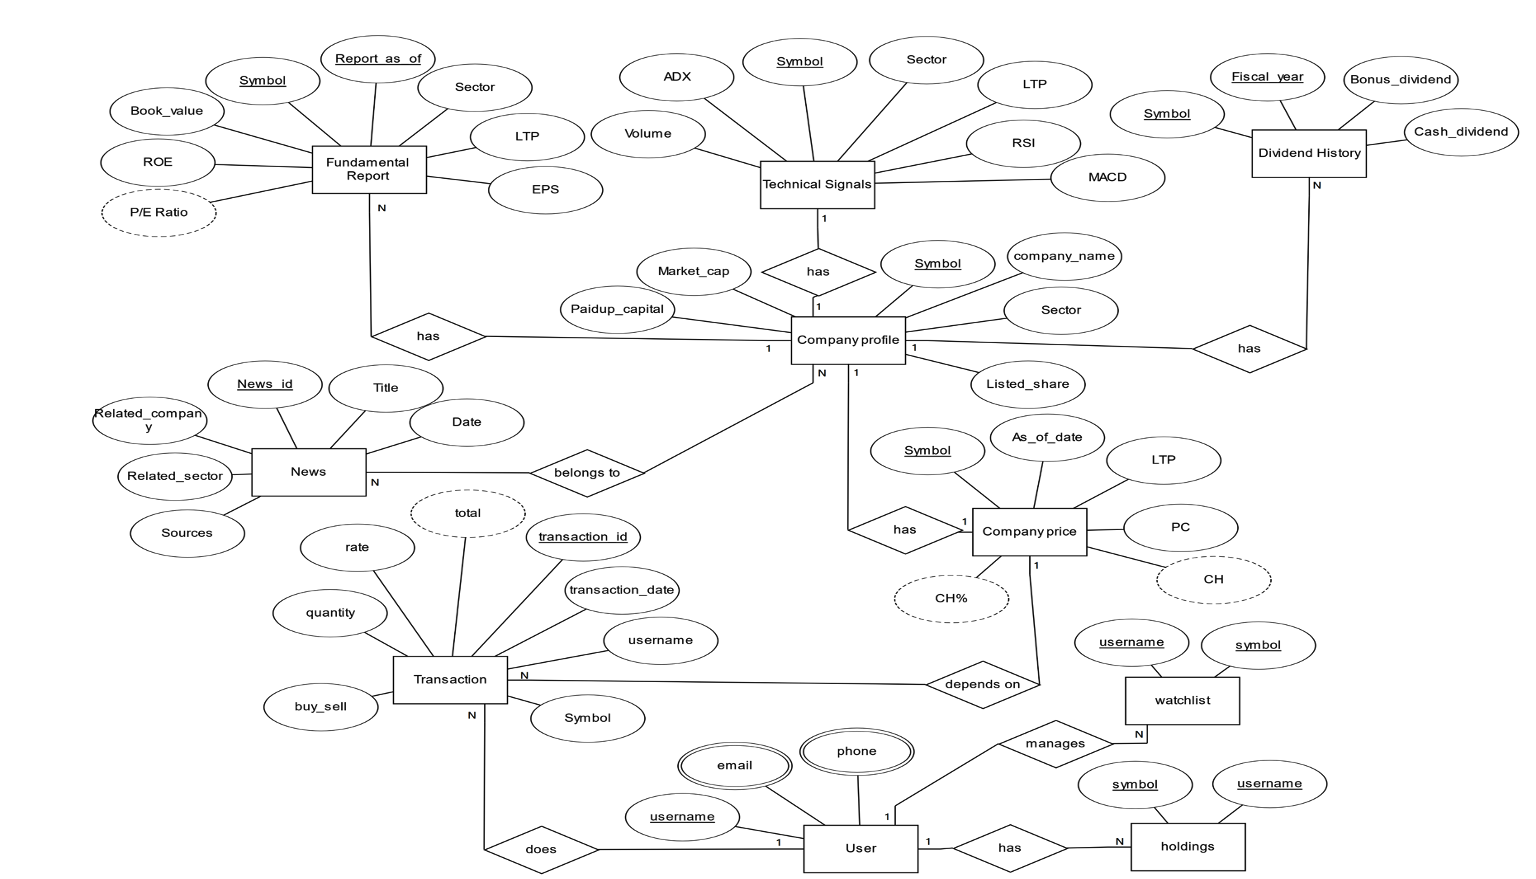 Report_as_of
Symbol
Sector
Book_value
LTP
ROE
Fundamental
Report
EPS
P/E Ratio
N
ADX
Symbol
Sector
LTP
Volume
RSI
MACD
Technical Signals
1
Fiscal_year
Bonus_dividend
Symbol
Cash_dividend
Dividend History
N
has
Market_cap
Symbol
company_name
Paidup_capital
1
Sector
Company profile
has
1
1
has
N
1
Listed_share
News_id
Title
Related_compan
y
Date
News
belongs to
N
Related_sector
Sources
Symbol
As_of_date
LTP
has
1
Company price
PC
1
CH
CH%
total
rate
transaction_id
transaction_date
quantity
username
Transaction
N
depends on
buy_sell
N
Symbol
username
symbol
watchlist
manages
N
email
phone
username
1
does
1
User
1
has
N
symbol
username
holdings